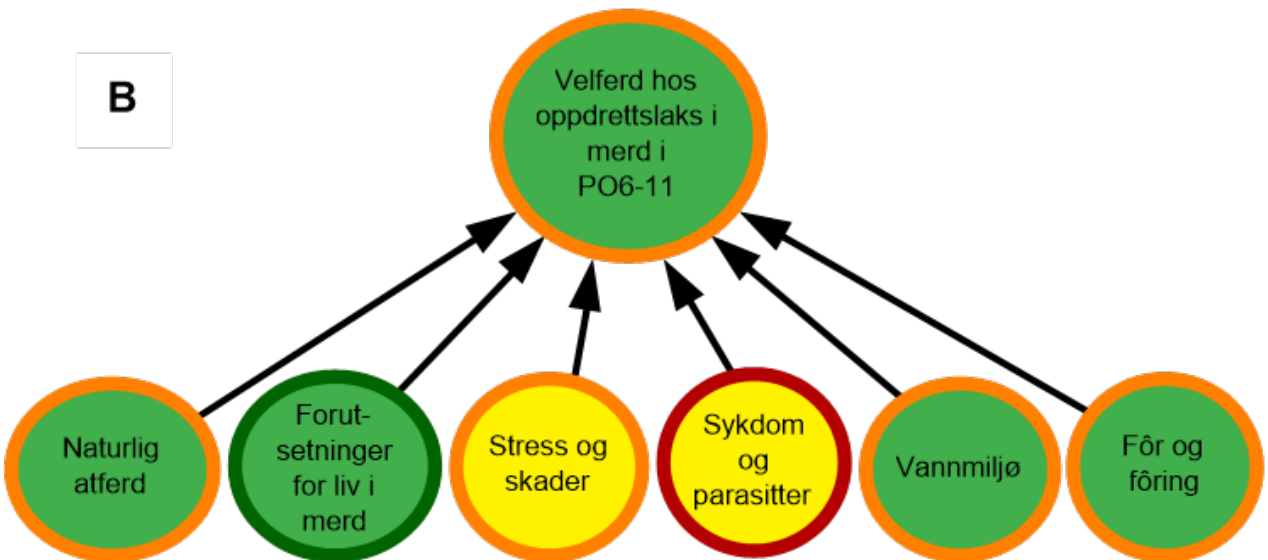 B
Velferd hos
oppdrettslaks i
merd i
PO6-11
Naturlig
atferd
Forut-
setninger
for liv i
merd
Stress og
skader
Sykdom
og
parasitter
Vannmiljø
Fôr og
fôring